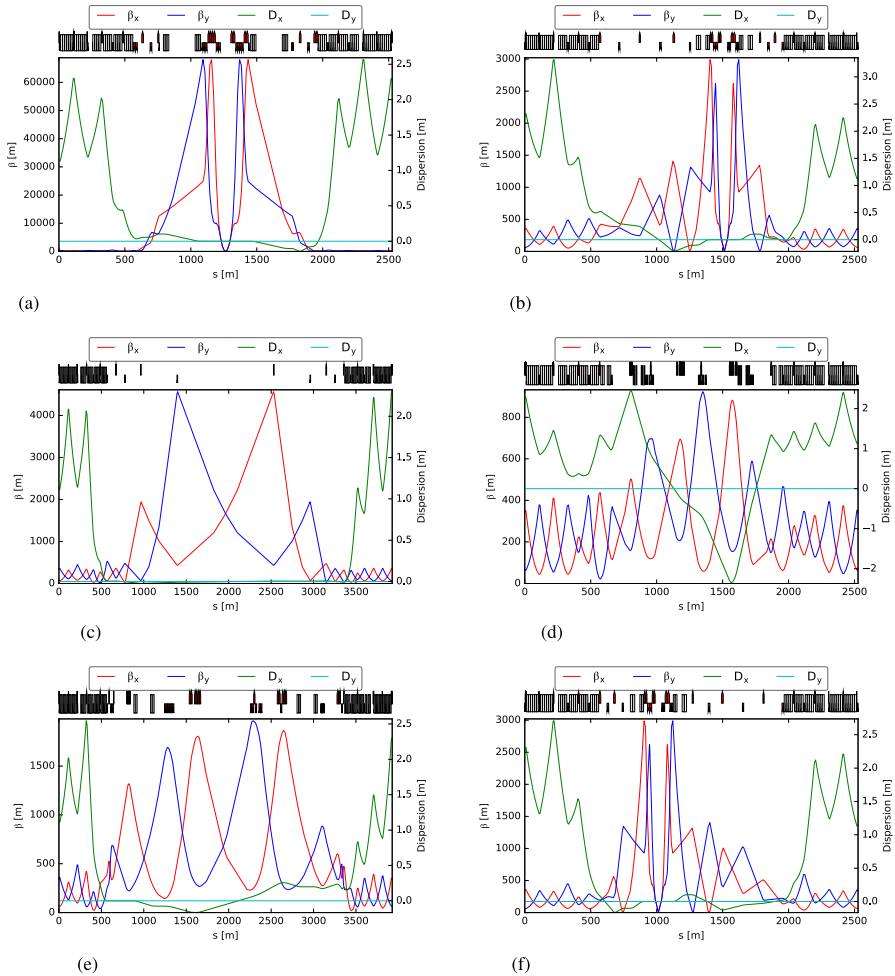 βx βy Dx Dy
60000
50000
40000
30000
20000
10000
0
β [m]
2.5
2.0
1.5
1.0
0.5
0.0
Dispersion [m]
0 500 1000 1500 2000 2500
s [m]
(a)
βx βy Dx Dy
3000
2500
2000
1500
1000
500
0
β [m]
3.0
2.5
2.0
1.5
1.0
0.5
0.0
Dispersion [m]
0 500 1000 1500 2000 2500
s [m]
(b)
βx βy Dx Dy
4000
3000
2000
1000
0
β [m]
2.0
1.5
1.0
0.5
0.0
Dispersion [m]
0 500 1000 1500 2000 2500 3000 3500
s [m]
(c)
βx βy Dx Dy
800
600
400
200
0
β [m]
2
1
0
−1
−2
Dispersion [m]
0 500 1000 1500 2000 2500
s [m]
(d)
βx βy Dx Dy
1500
1000
500
0
β [m]
2.5
2.0
1.5
1.0
0.5
0.0
Dispersion [m]
0 500 1000 1500 2000 2500 3000 3500
s [m]
(e)
βx βy Dx Dy
3000
2500
2000
1500
1000
500
0
β [m]
2.5
2.0
1.5
1.0
0.5
0.0
Dispersion [m]
0 500 1000 1500 2000 2500
s [m]
(f)